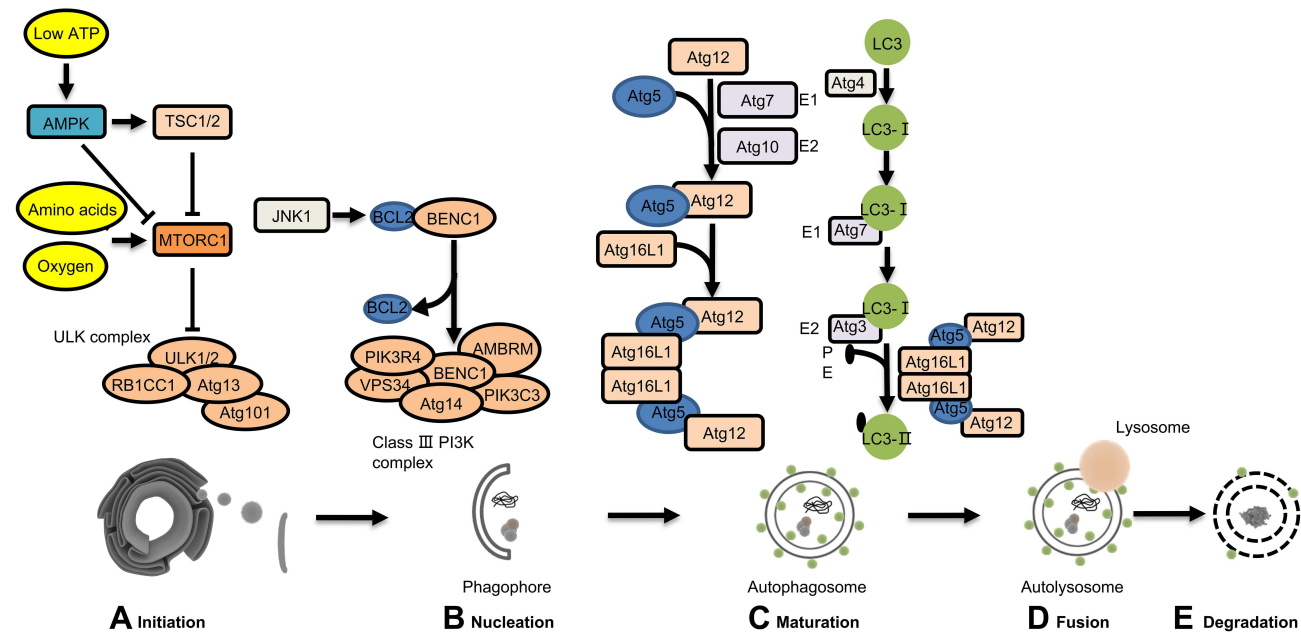 Low ATP
AMPK
TSC1/2
Amino acids
Oxygen
MTORC1
ULK complex
ULK1/2
RB1CC1
Atg13
Atg101
JNK1
BCL2
BENC1
BCL2
PIK3R4
AMBRM
VPS34
BENC1
PIK3C3
Atg14
Class Ⅲ PI3K
complex
Atg12
Atg5
Atg7
E1
Atg10
E2
Atg5
Atg12
Atg16L1
Atg5
Atg12
Atg16L1
Atg16L1
Atg5
Atg12
LC3
Atg4
LC3-Ⅰ
LC3-Ⅰ
E1
Atg7
LC3-Ⅰ
E2
Atg3
P
E
LC3-Ⅱ
Atg5
Atg12
Atg16L1
Atg16L1
Atg5
Atg12
Lysosome
Phagophore
Autophagosome
Autolysosome
A Initiation
B Nucleation
C Maturation
D Fusion
E Degradation